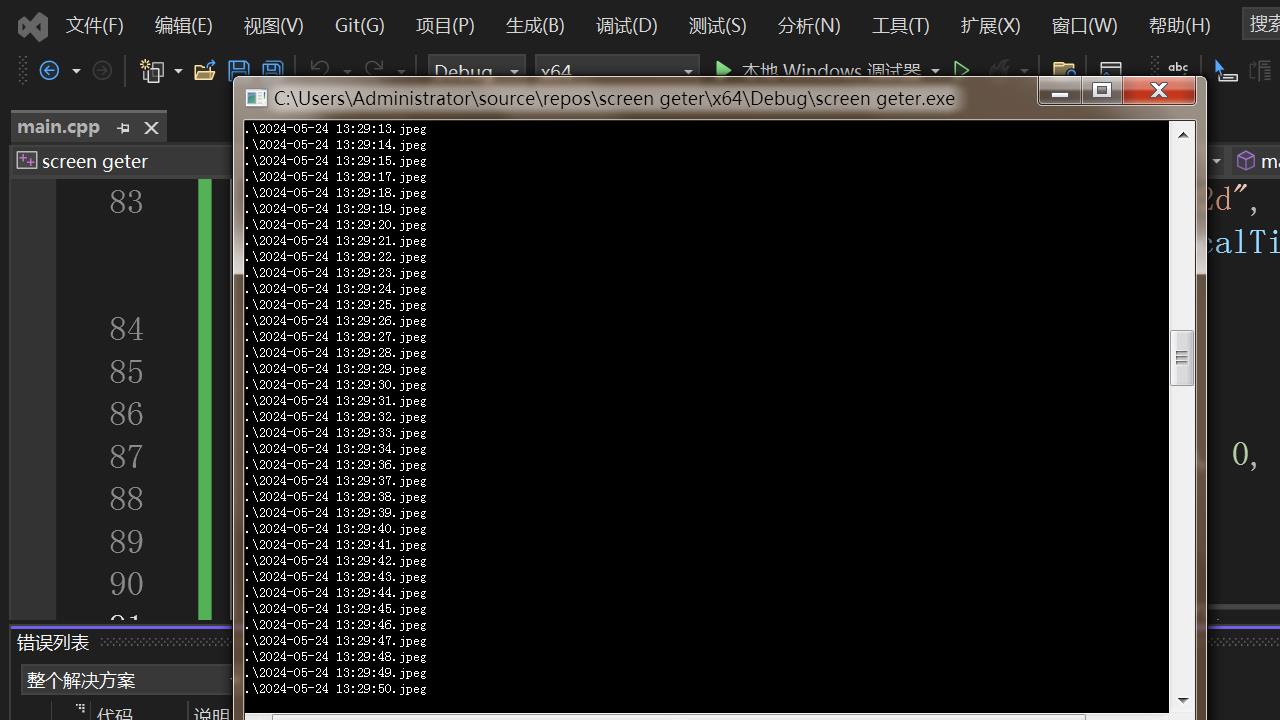 文件(F) 编辑(E) 视图(V) Git(G) 项目(P) 生成(B) 调试(D) 测试(S) 分析(N) 工具(T) 扩展(X) 窗口(W) 帮助(H) 搜索
Debug x64 本地 Windows 调试器 abc
C:\Users\Administrator\source\repos\screen geter\x64\Debug\screen geter.exe
main.cpp
screen geter
.\2024-05-24 13:29:13.jpeg
.\2024-05-24 13:29:14.jpeg
.\2024-05-24 13:29:15.jpeg
.\2024-05-24 13:29:17.jpeg
.\2024-05-24 13:29:18.jpeg
.\2024-05-24 13:29:19.jpeg
.\2024-05-24 13:29:20.jpeg
.\2024-05-24 13:29:21.jpeg
.\2024-05-24 13:29:22.jpeg
.\2024-05-24 13:29:23.jpeg
.\2024-05-24 13:29:24.jpeg
.\2024-05-24 13:29:25.jpeg
.\2024-05-24 13:29:26.jpeg
.\2024-05-24 13:29:27.jpeg
.\2024-05-24 13:29:28.jpeg
.\2024-05-24 13:29:29.jpeg
.\2024-05-24 13:29:30.jpeg
.\2024-05-24 13:29:31.jpeg
.\2024-05-24 13:29:32.jpeg
.\2024-05-24 13:29:33.jpeg
.\2024-05-24 13:29:34.jpeg
.\2024-05-24 13:29:36.jpeg
.\2024-05-24 13:29:37.jpeg
.\2024-05-24 13:29:38.jpeg
.\2024-05-24 13:29:39.jpeg
.\2024-05-24 13:29:40.jpeg
.\2024-05-24 13:29:41.jpeg
.\2024-05-24 13:29:42.jpeg
.\2024-05-24 13:29:43.jpeg
.\2024-05-24 13:29:44.jpeg
.\2024-05-24 13:29:45.jpeg
.\2024-05-24 13:29:46.jpeg
.\2024-05-24 13:29:47.jpeg
.\2024-05-24 13:29:48.jpeg
.\2024-05-24 13:29:49.jpeg
.\2024-05-24 13:29:50.jpeg
83
84
85
86
87
88
89
90
2d",
calTi
0,
错误列表
整个解决方案
代码 说明